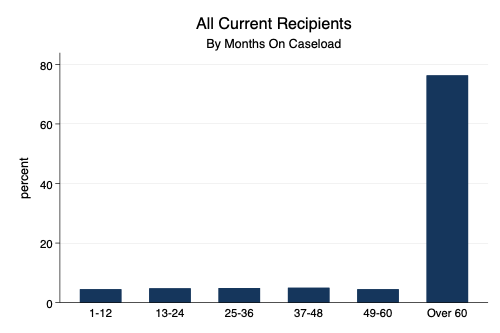 All Current Recipients
By Months On Caseload
percent
80
60
40
20
0
1-12 13-24 25-36 37-48 49-60 Over 60